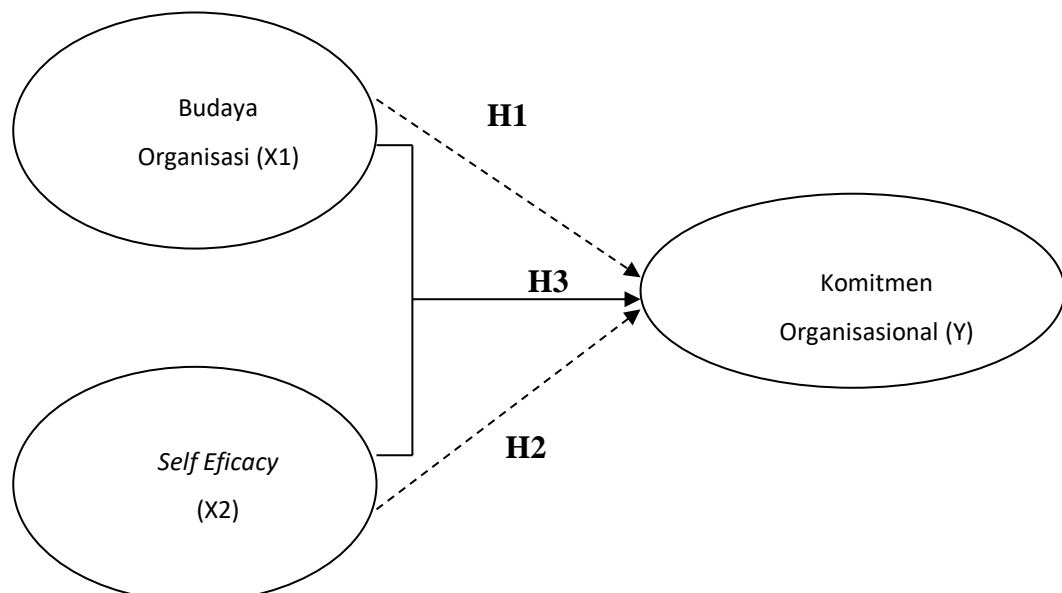 Budaya
Organisasi (X1)
H1
H3
Komitmen
Organisasional (Y)
Self Eficacy
(X2)
H2